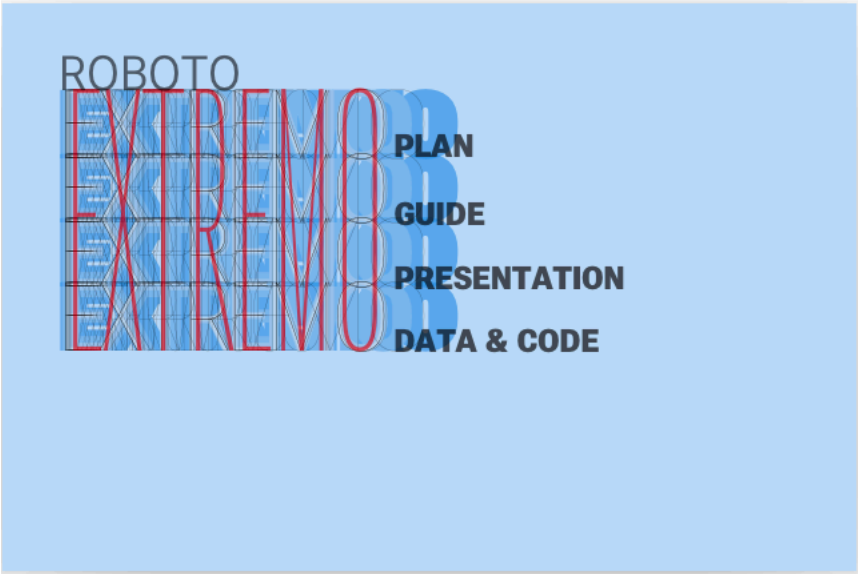 ROBOTO
EXTREMO
PLAN
GUIDE
PRESENTATION
DATA & CODE